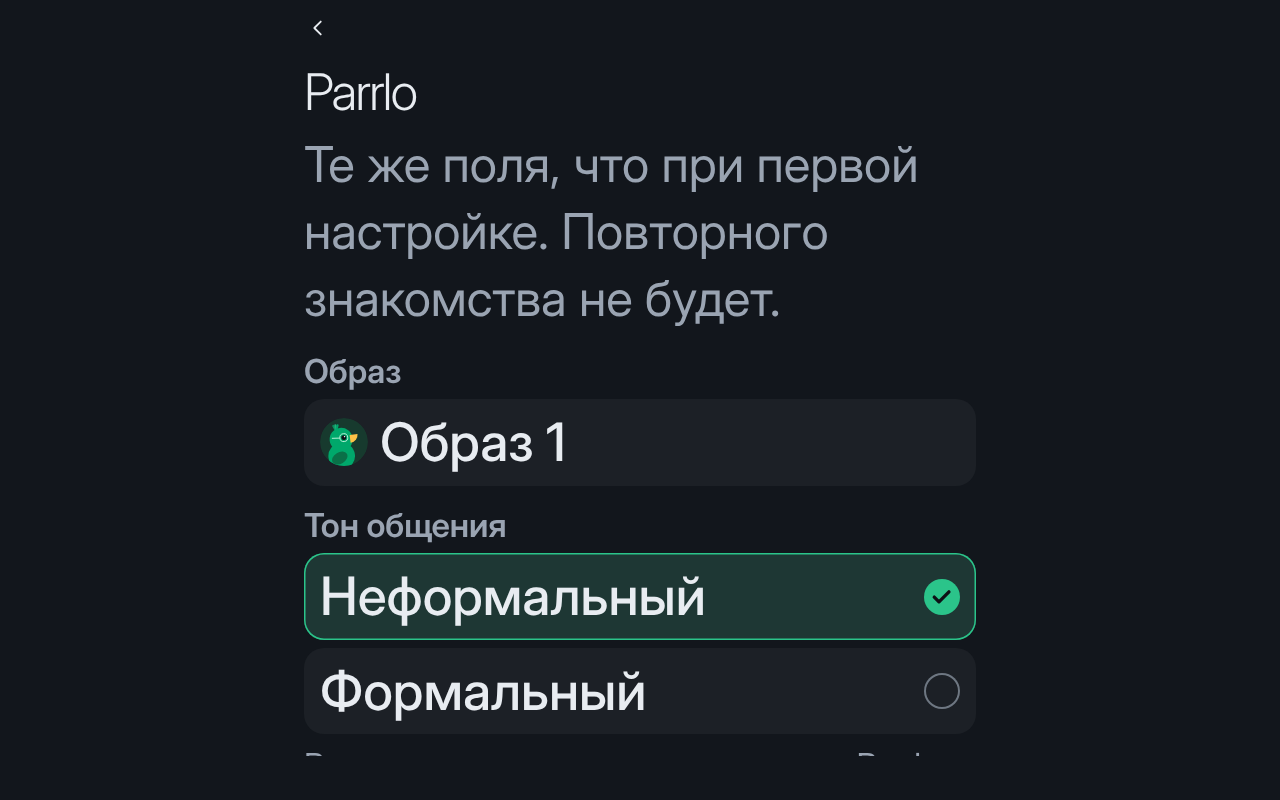 Parrlo
Те же поля, что при первой
настройке. Повторного
знакомства не будет.
Образ
Образ 1
Тон общения
Неформальный
Формальный